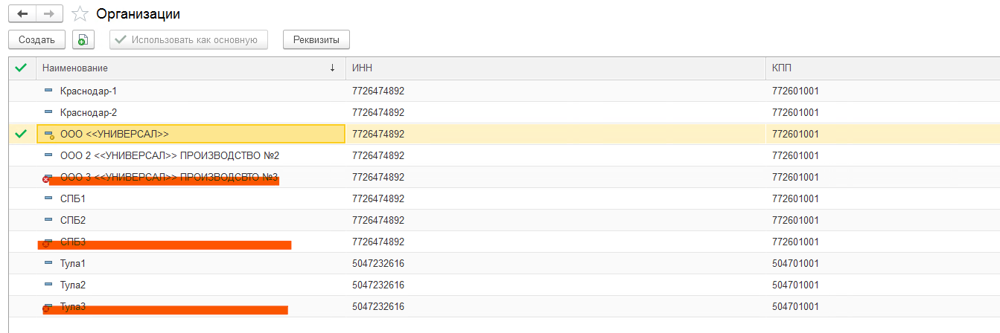 Организации
Создать Использовать как основную Реквизиты
Наименование ↓ ИНН КПП
Краснодар-1 7726474892 772601001
Краснодар-2 7726474892 772601001
ООО <<УНИВЕРСАЛ>> 7726474892 772601001
ООО 2 <<УНИВЕРСАЛ>> ПРОИЗВОДСТВО №2 7726474892 772601001
ООО 3 <<УНИВЕРСАЛ>> ПРОИЗВОДСВТО №3 7726474892 772601001
СПБ1 7726474892 772601001
СПБ2 7726474892 772601001
СПБ3 7726474892 772601001
Тула1 5047232616 504701001
Тула2 5047232616 504701001
Тула3 5047232616 504701001